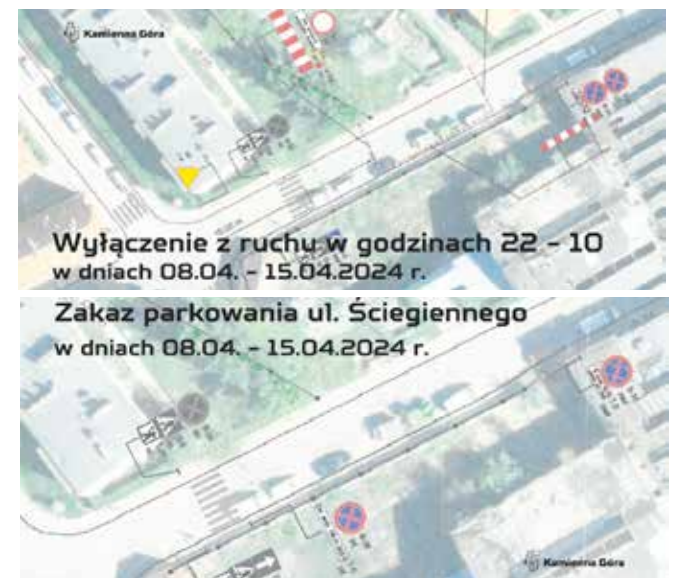 Kamienna Góra
Wyłączenie z ruchu w godzinach 22 - 10
w dniach 08.04. - 15.04.2024 r.
Zakaz parkowania ul. Ściegiennego
w dniach 08.04. - 15.04.2024 r.
Kamienna Góra